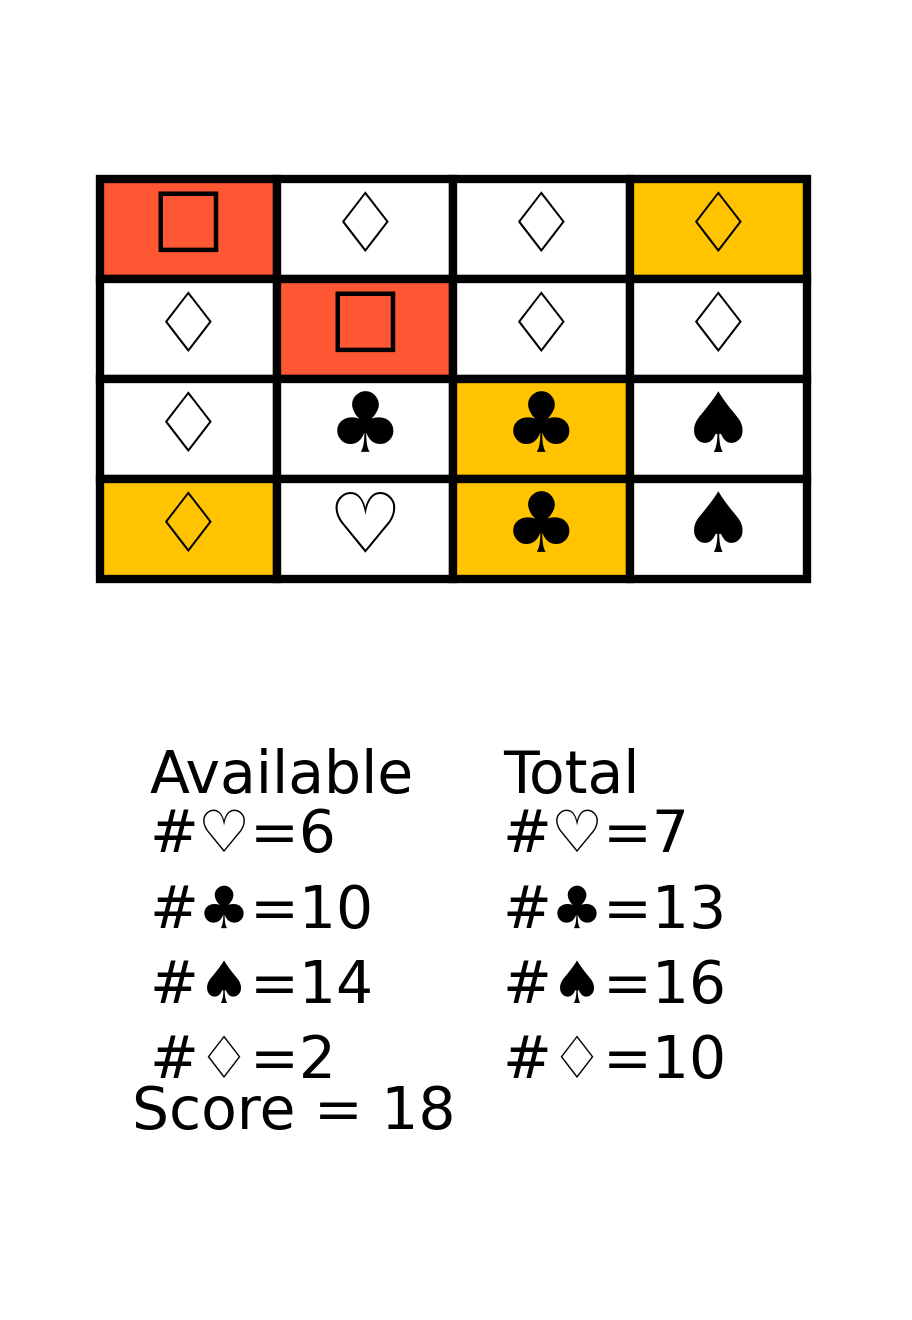 □ ♢ ♢ ♢
♢ □ ♢ ♢
♢ ♣ ♣ ♠
♢ ♡ ♣ ♠
Available Total
#♡=6 #♡=7
#♣=10 #♣=13
#♠=14 #♠=16
#♢=2 #♢=10
Score = 18